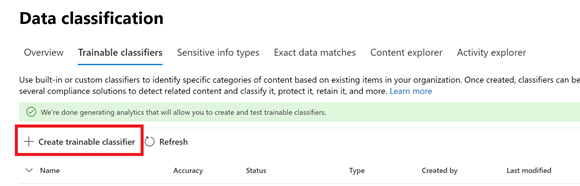 Data classification
Overview Trainable classifiers Sensitive info types Exact data matches Content explorer Activity explorer
Use built-in or custom classifiers to identify specific categories of content based on existing items in your organization. Once created, classifiers can be
several compliance solutions to detect related content and classify it, protect it, retain it, and more. Learn more
We're done generating analytics that will allow you to create and test trainable classifiers.
Create trainable classifier Refresh
Name Accuracy Status Type Created by Last modified